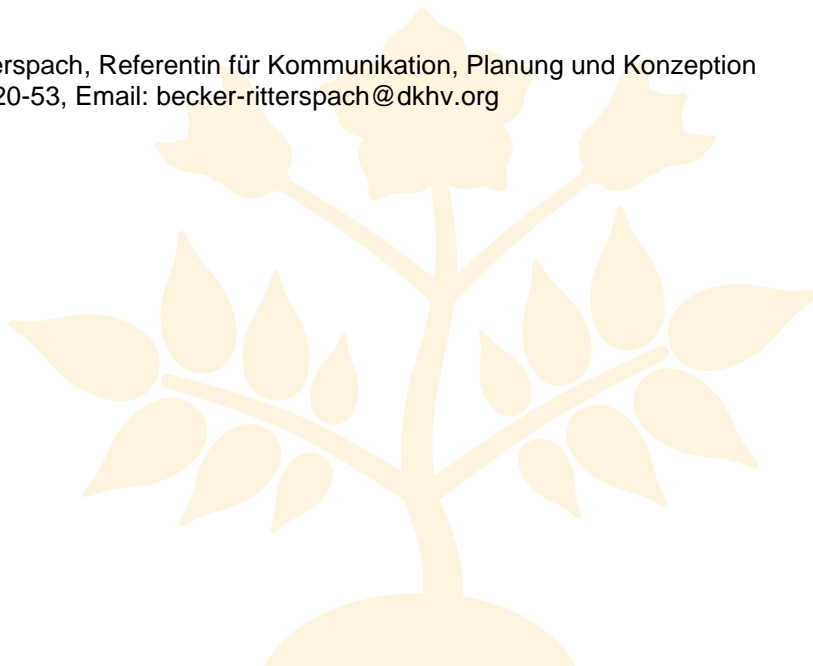 erspach, Referentin für Kommunikation, Planung und Konzeption
20-53, Email: becker-ritterspach@dkhv.org